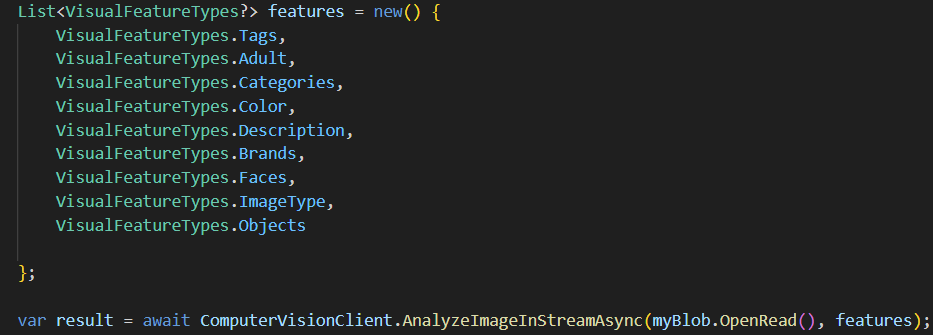 List<VisualFeatureTypes?> features = new() {
VisualFeatureTypes.Tags,
VisualFeatureTypes.Adult,
VisualFeatureTypes.Categories,
VisualFeatureTypes.Color,
VisualFeatureTypes.Description,
VisualFeatureTypes.Brands,
VisualFeatureTypes.Faces,
VisualFeatureTypes.ImageType,
VisualFeatureTypes.Objects
};
var result = await ComputerVisionClient.AnalyzeImageInStreamAsync(myBlob.OpenRead(), features);